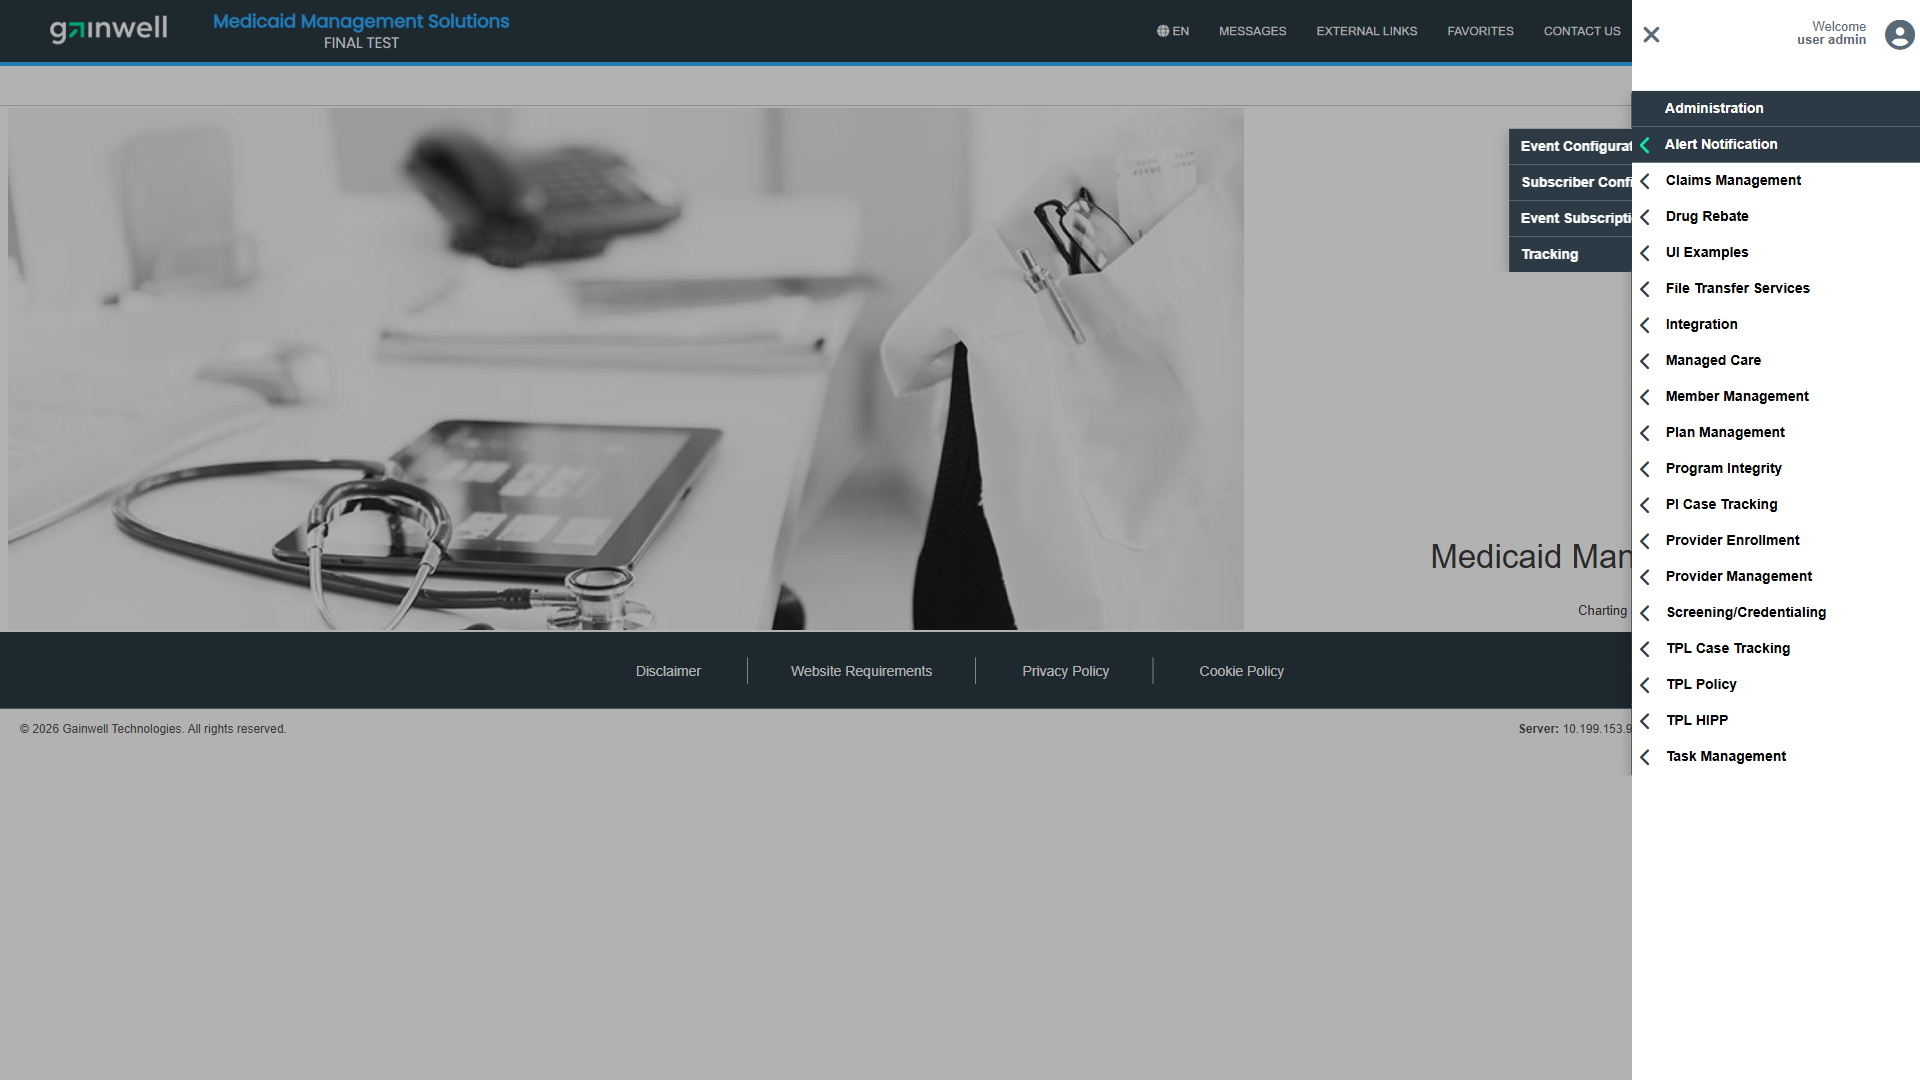 gainwell
Medicaid Management Solutions
FINAL TEST
EN
MESSAGES
EXTERNAL LINKS
FAVORITES
CONTACT US
Welcome
user admin
Administration
Alert Notification
Claims Management
Drug Rebate
UI Examples
File Transfer Services
Integration
Managed Care
Member Management
Plan Management
Program Integrity
PI Case Tracking
Provider Enrollment
Provider Management
Screening/Credentialing
TPL Case Tracking
TPL Policy
TPL HIPP
Task Management
Event Configurat
Subscriber Confi
Event Subscripti
Tracking
Medicaid Man
Charting
Disclaimer
Website Requirements
Privacy Policy
Cookie Policy
© 2026 Gainwell Technologies. All rights reserved.
Server: 10.199.153.9